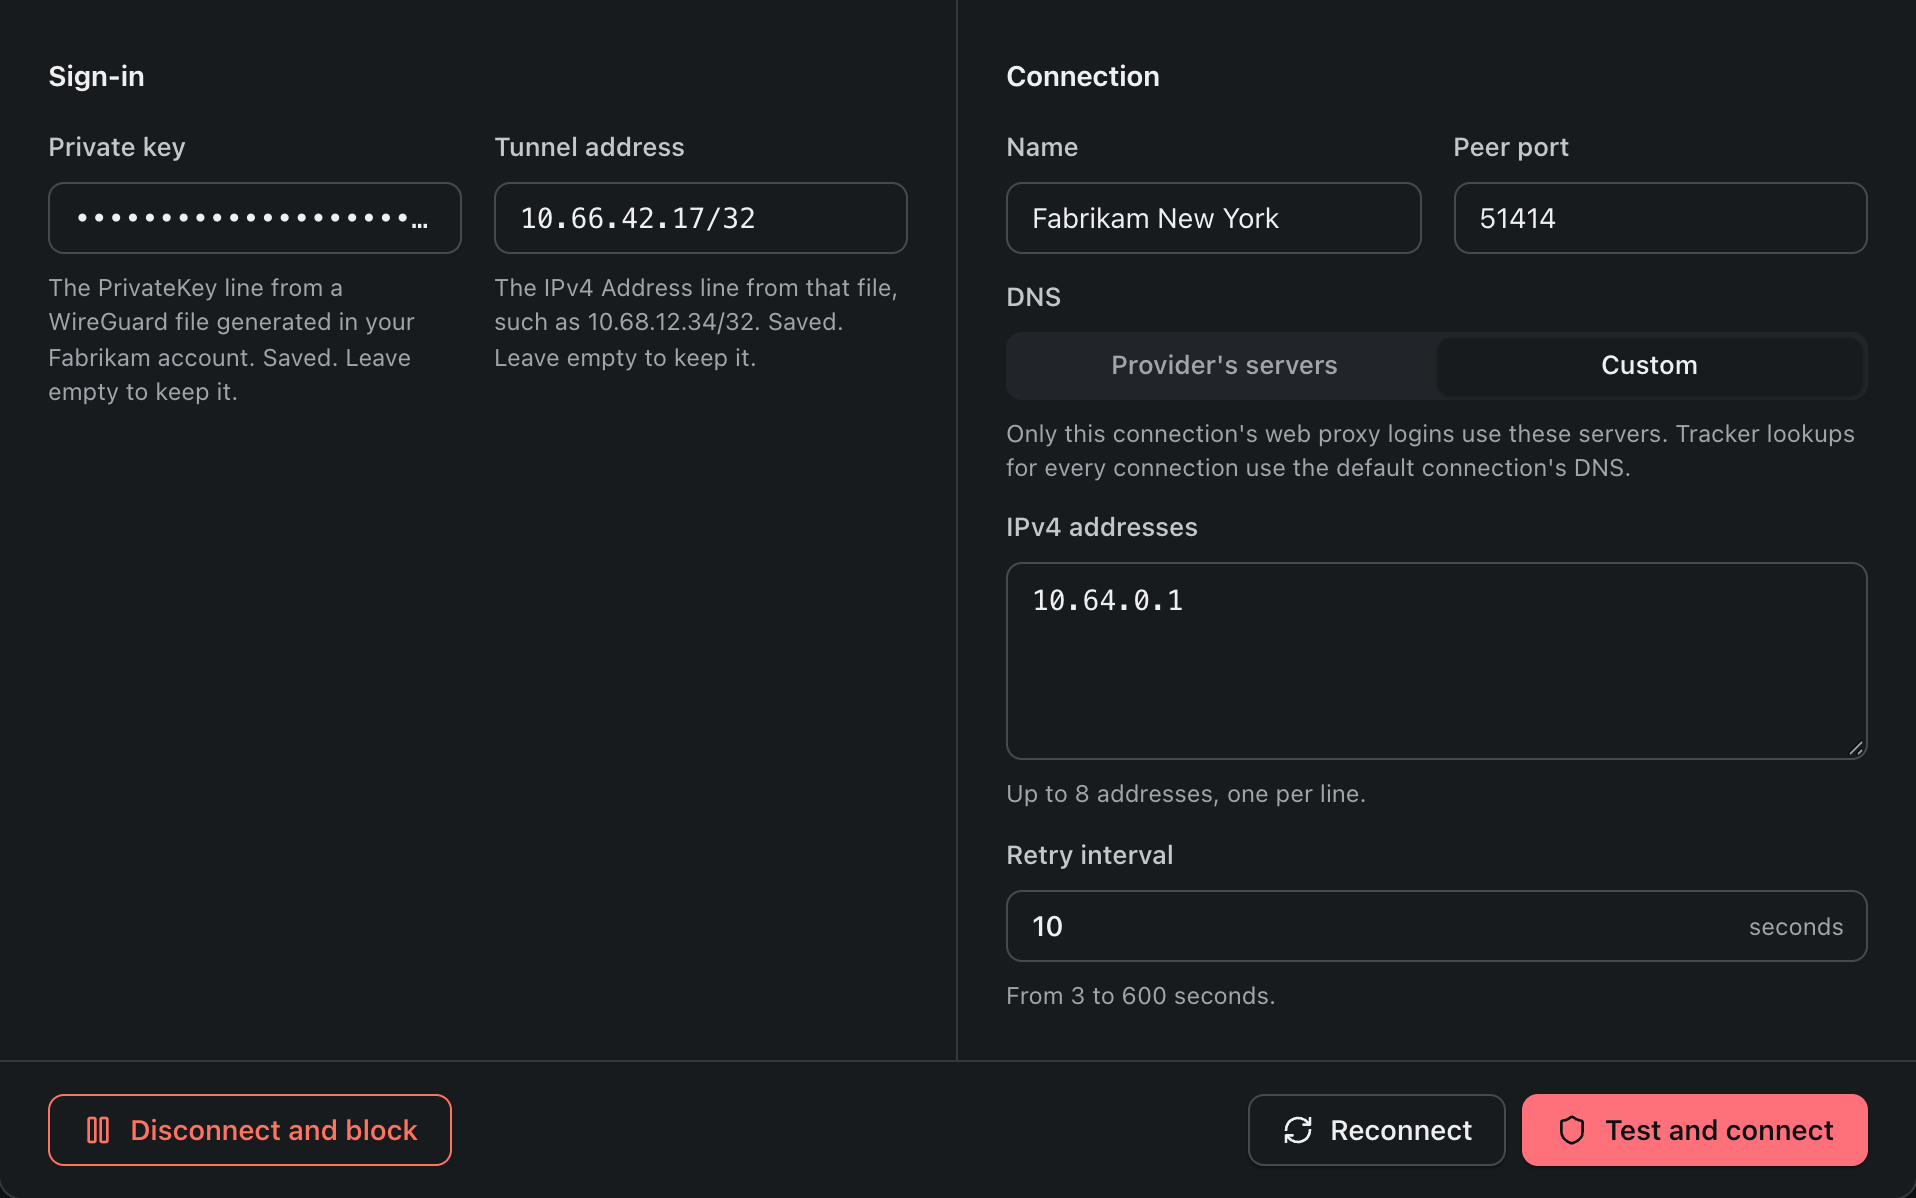 Sign-in
Private key
••••••••••••••••••••…
The PrivateKey line from a
WireGuard file generated in your
Fabrikam account. Saved. Leave
empty to keep it.
Tunnel address
10.66.42.17/32
The IPv4 Address line from that file,
such as 10.68.12.34/32. Saved.
Leave empty to keep it.
Connection
Name
Fabrikam New York
Peer port
51414
DNS
Provider's servers
Custom
Only this connection's web proxy logins use these servers. Tracker lookups
for every connection use the default connection's DNS.
IPv4 addresses
10.64.0.1
Up to 8 addresses, one per line.
Retry interval
10 seconds
From 3 to 600 seconds.
Disconnect and block
Reconnect
Test and connect